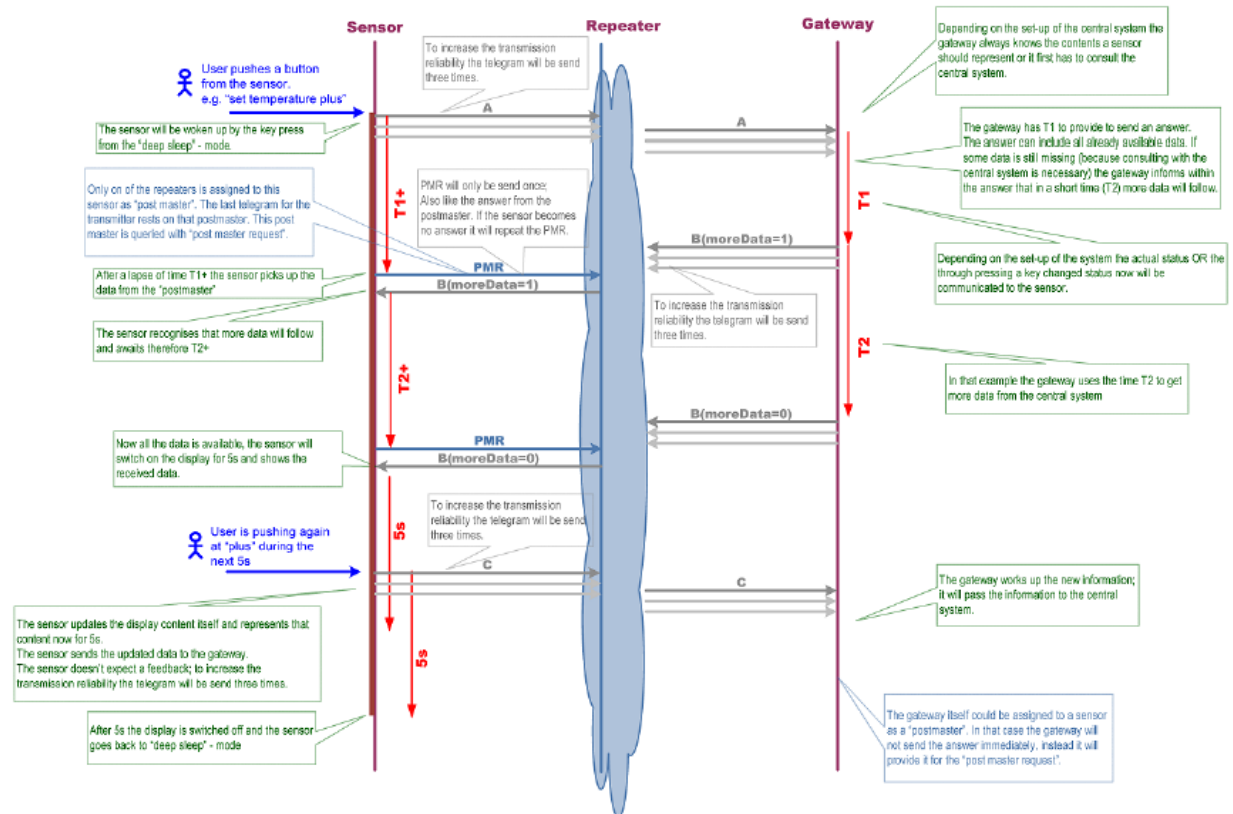 Sensor
Repeater
Gateway
To increase the transmission
reliability the telegram will be send
three times.
Depending on the set-up of the central system the
gateway always knows the contents a sensor
should represent or it first has to consult the
central system.
User pushes a button
from the sensor.
e.g. "set temperature plus"
A
A
The sensor will be woken up by the key press
from the "deep sleep" - mode.
The gateway has T1 to provide to send an answer.
The answer can include all already available data. If
some data is still missing (because consulting with the
central system is necessary) the gateway informs within
the answer that in a short time (T2) more data will follow.
Only on of the repeaters is assigned to this
sensor as "post master". The last telegram for the
transmitter rests on that postmaster. This post
master is queried with "post master request".
T1+
PMR will only be send once;
Also like the answer from the
postmaster. If the sensor becomes
no answer it will repeat the PMR.
T1
B(moreData=1)
Depending on the set-up of the system the actual status OR the
through pressing a key changed status now will be
communicated to the sensor.
After a lapse of time T1+ the sensor picks up the
data from the "postmaster"
PMR
B(moreData=1)
To increase the transmission
reliability the telegram will be send
three times.
The sensor recognises that more data will follow
and awaits therefore T2+
T2
T2+
In that example the gateway uses the time T2 to get
more data from the central system
B(moreData=0)
Now all the data is available, the sensor will
switch on the display for 5s and shows the
received data.
PMR
B(moreData=0)
To increase the transmission
reliability the telegram will be send
three times.
5s
User is pushing again
at "plus" during the
next 5s
C
C
The gateway works up the new information;
it will pass the information to the central
system.
The sensor updates the display content itself and represents that
content now for 5s.
The sensor sends the updated data to the gateway.
The sensor doesn't expect a feedback; to increase the
transmission reliability the telegram will be send three times.
5s
After 5s the display is switched off and the sensor
goes back to "deep sleep" - mode
The gateway itself could be assigned to a sensor
as a "postmaster". In that case the gateway will
not send the answer immediately, instead it will
provide it for the "post master request".